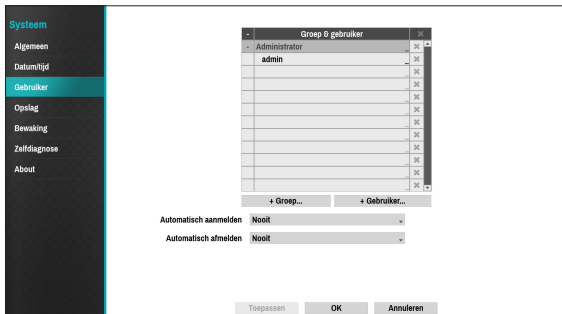 Systeem
Algemeen
Datum/tijd
Gebruiker
Opslag
Bewaking
Zelfdiagnose
About
- Groep & gebruiker
- Administrator ...
admin ...
+ Groep... + Gebruiker...
Automatisch aanmelden Nooit
Automatisch afmelden Nooit
Toepassen OK Annuleren